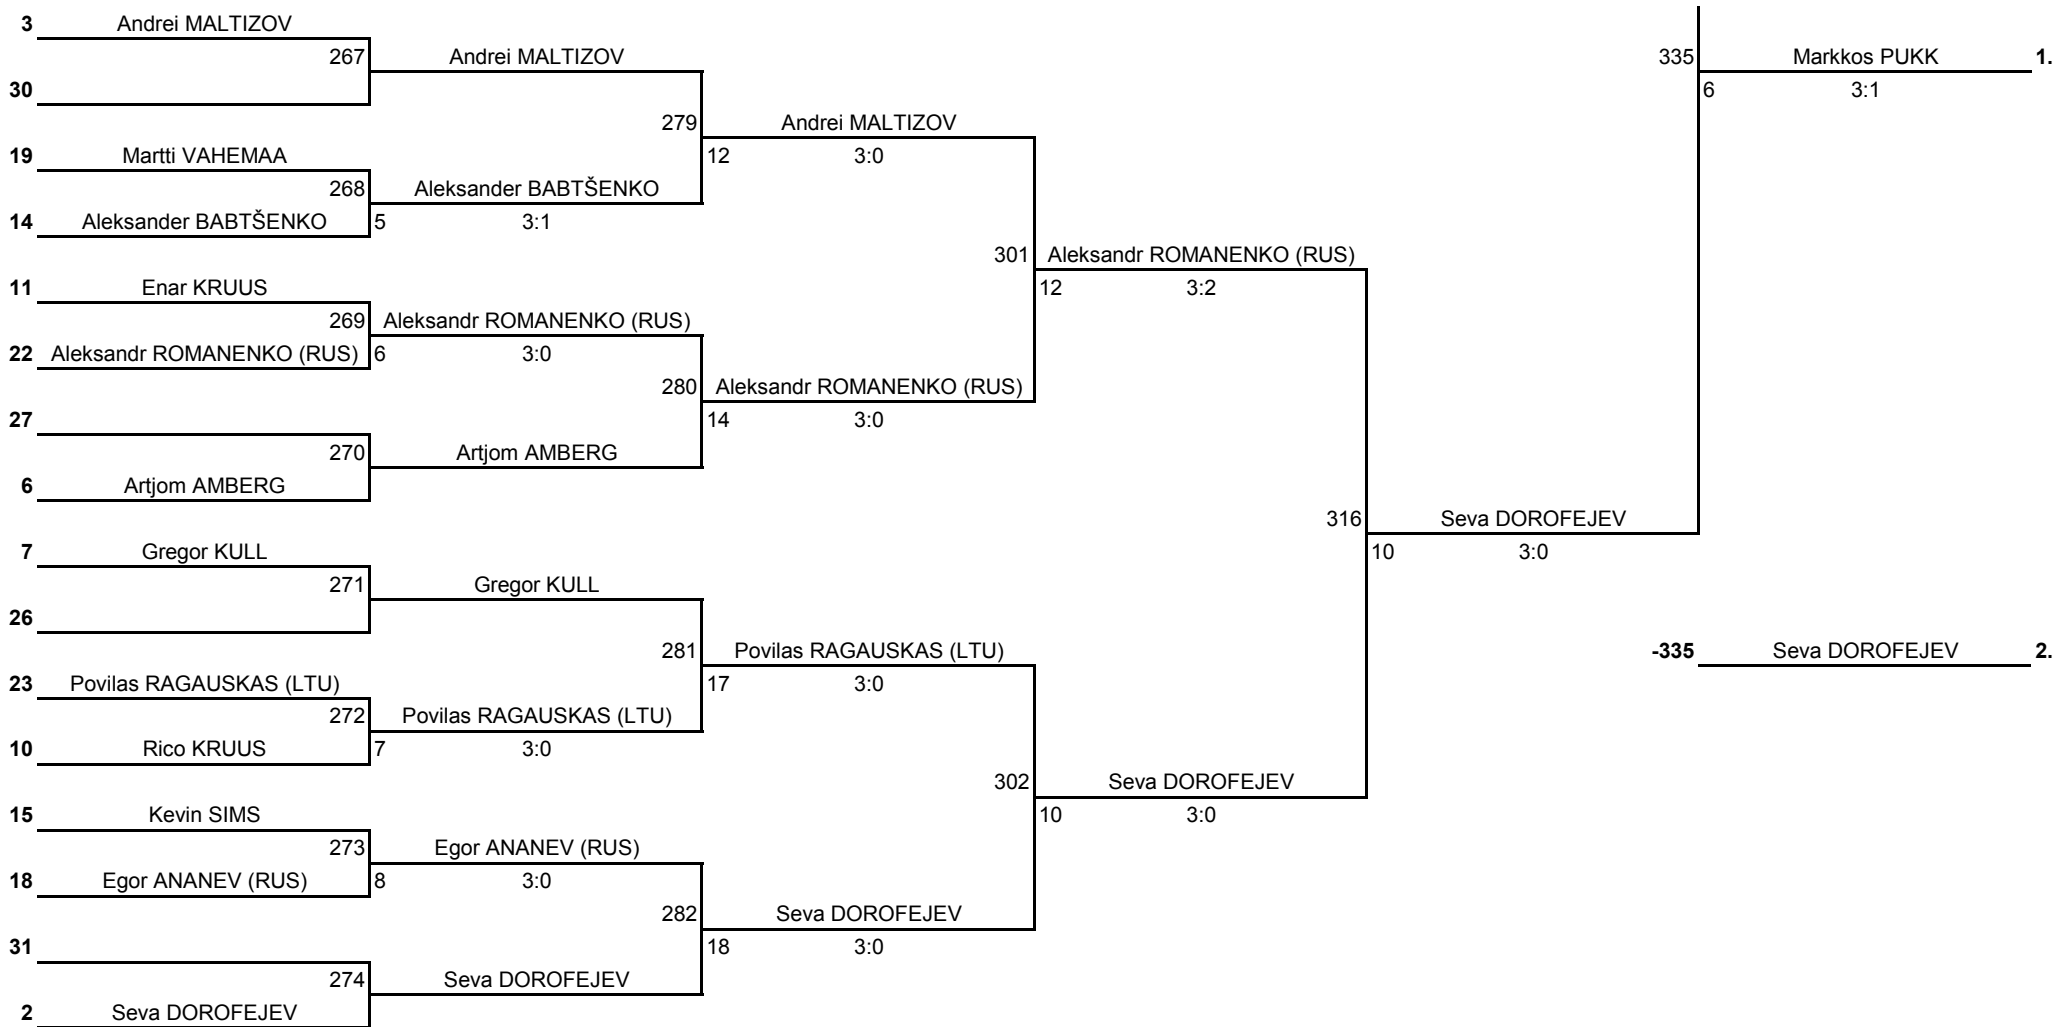 3 Andrei MALTIZOV
267 Andrei MALTIZOV 335 Markkos PUKK 1.
30 6 3:1
279 Andrei MALTIZOV
19 Martti VAHEMAA 12 3:0
268 Aleksander BABTŠENKO
14 Aleksander BABTŠENKO 5 3:1
301 Aleksandr ROMANENKO (RUS)
11 Enar KRUUS 12 3:2
269 Aleksandr ROMANENKO (RUS)
22 Aleksandr ROMANENKO (RUS) 6 3:0
280 Aleksandr ROMANENKO (RUS)
27 14 3:0
270 Artjom AMBERG
6 Artjom AMBERG
316 Seva DOROFEJEV
7 Gregor KULL 10 3:0
271 Gregor KULL
26
281 Povilas RAGAUSKAS (LTU) -335 Seva DOROFEJEV 2.
23 Povilas RAGAUSKAS (LTU) 17 3:0
272 Povilas RAGAUSKAS (LTU)
10 Rico KRUUS 7 3:0
302 Seva DOROFEJEV
15 Kevin SIMS 10 3:0
273 Egor ANANEV (RUS)
18 Egor ANANEV (RUS) 8 3:0
282 Seva DOROFEJEV
31 18 3:0
274 Seva DOROFEJEV
2 Seva DOROFEJEV